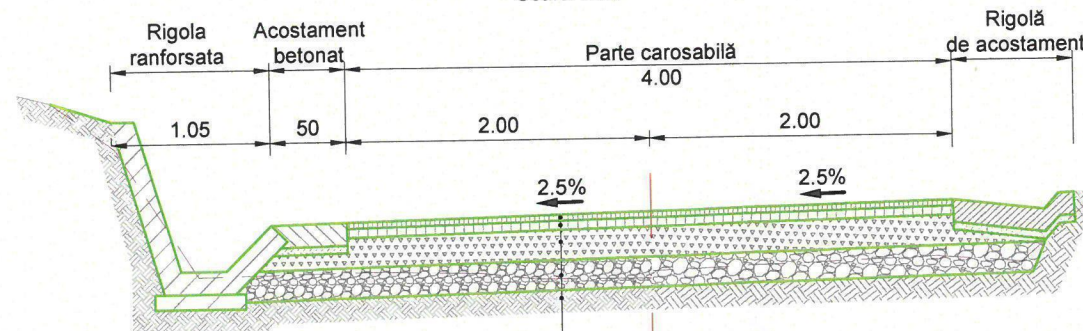 Rigola
ranforsata
Acostament
betonat
Parte carosabilă
4.00
Rigolă
de acostament
1.05
50
2.00
2.00
2.5%
2.5%